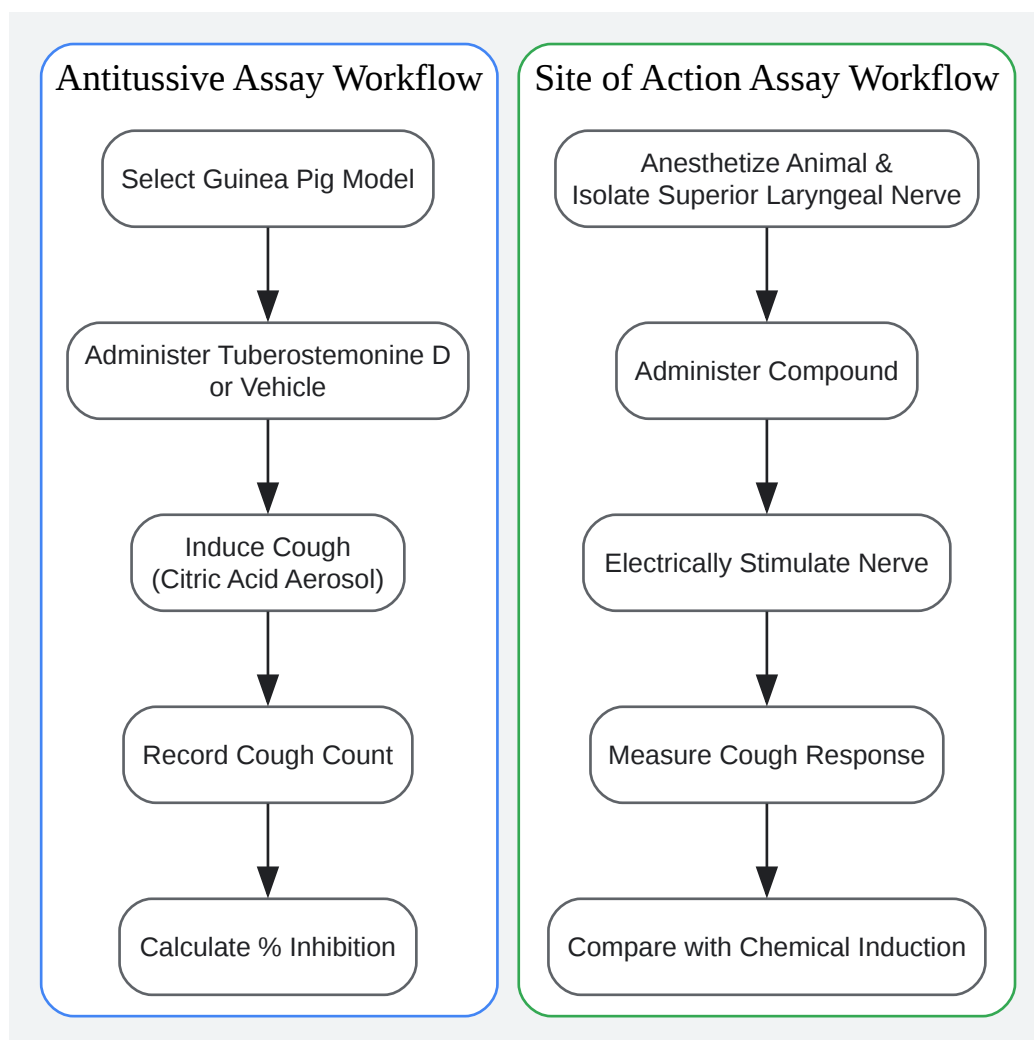 Antitussive Assay Workflow
Select Guinea Pig Model
Administer Tuberostemonine D
or Vehicle
Induce Cough
(Citric Acid Aerosol)
Record Cough Count
Calculate % Inhibition
Site of Action Assay Workflow
Anesthetize Animal &
Isolate Superior Laryngeal Nerve
Administer Compound
Electrically Stimulate Nerve
Measure Cough Response
Compare with Chemical Induction